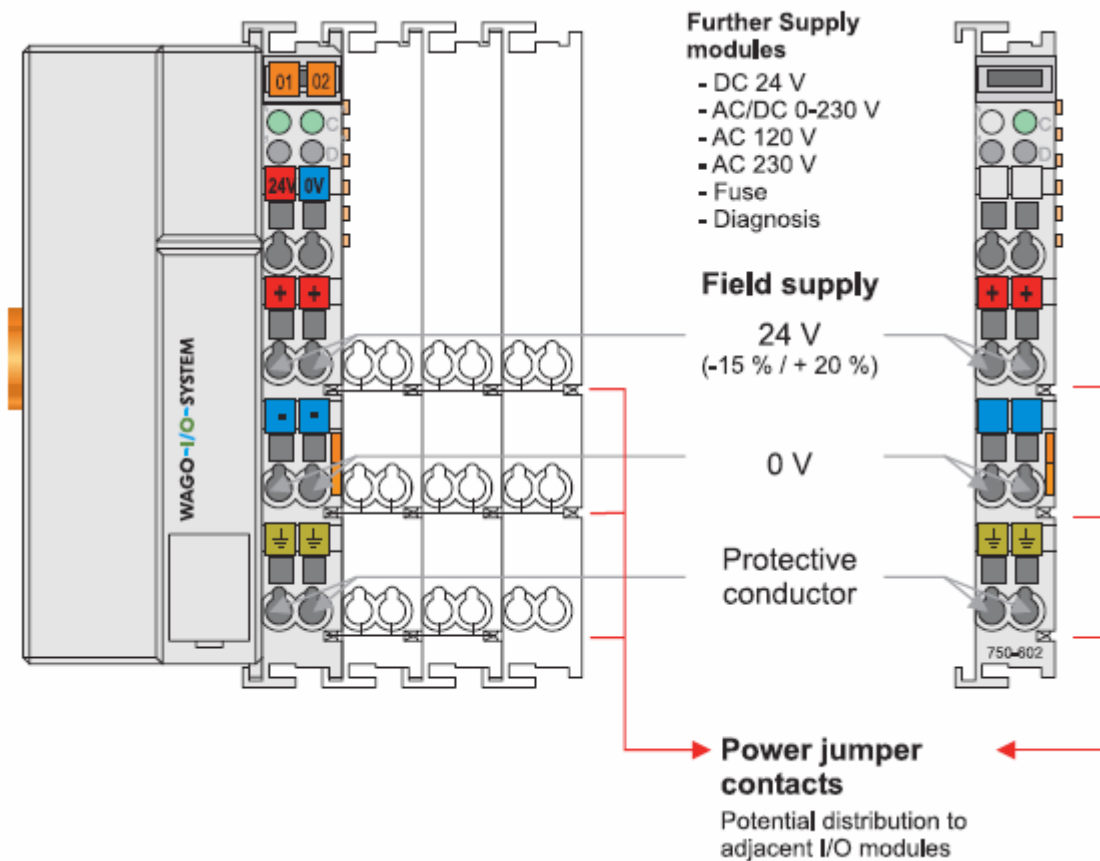 Further Supply
modules
- DC 24 V
- AC/DC 0-230 V
- AC 120 V
- AC 230 V
- Fuse
- Diagnosis
01 02
C
D
24V 0V
+ +
- -
WAGO-I/O-SYSTEM
C
D
+ +
Field supply
24 V
(-15 % / + 20 %)
0 V
Protective
conductor
750-602
Power jumper
contacts
Potential distribution to
adjacent I/O modules